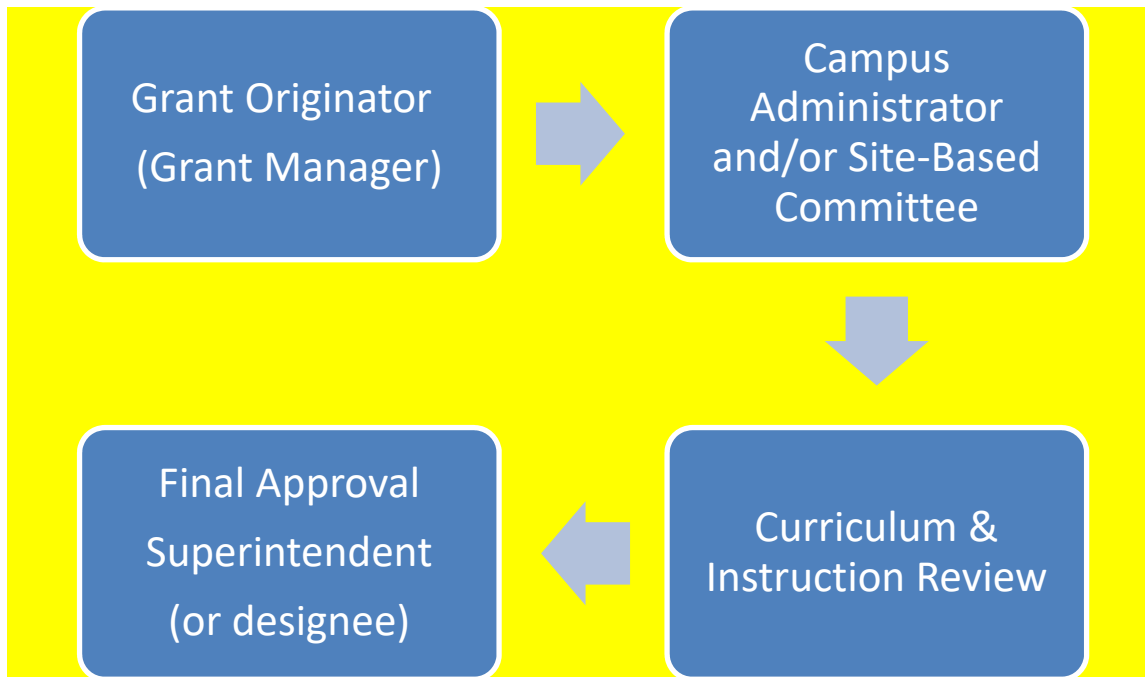 Grant Originator
(Grant Manager)
Campus
Administrator
and/or Site-Based
Committee
Curriculum &
Instruction Review
Final Approval
Superintendent
(or designee)